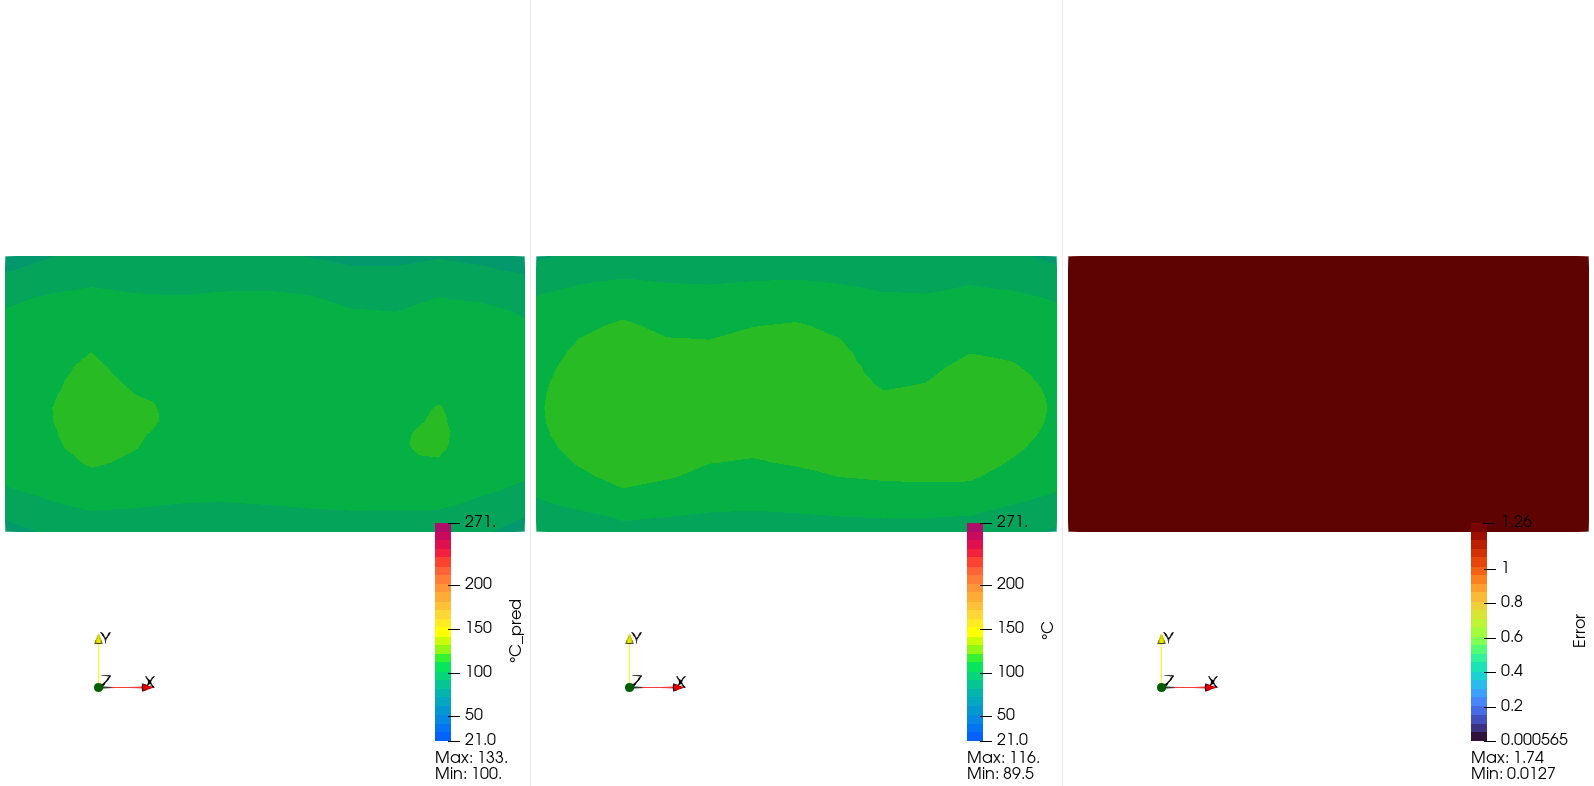 271.
200
150
100
50
21.0
°C_pred
Max: 133.
Min: 100.
Y
Z
X
271.
200
150
100
50
21.0
°C
Max: 116.
Min: 89.5
Y
Z
X
1.26
1
0.8
0.6
0.4
0.2
0.000565
Error
Max: 1.74
Min: 0.0127
Y
Z
X